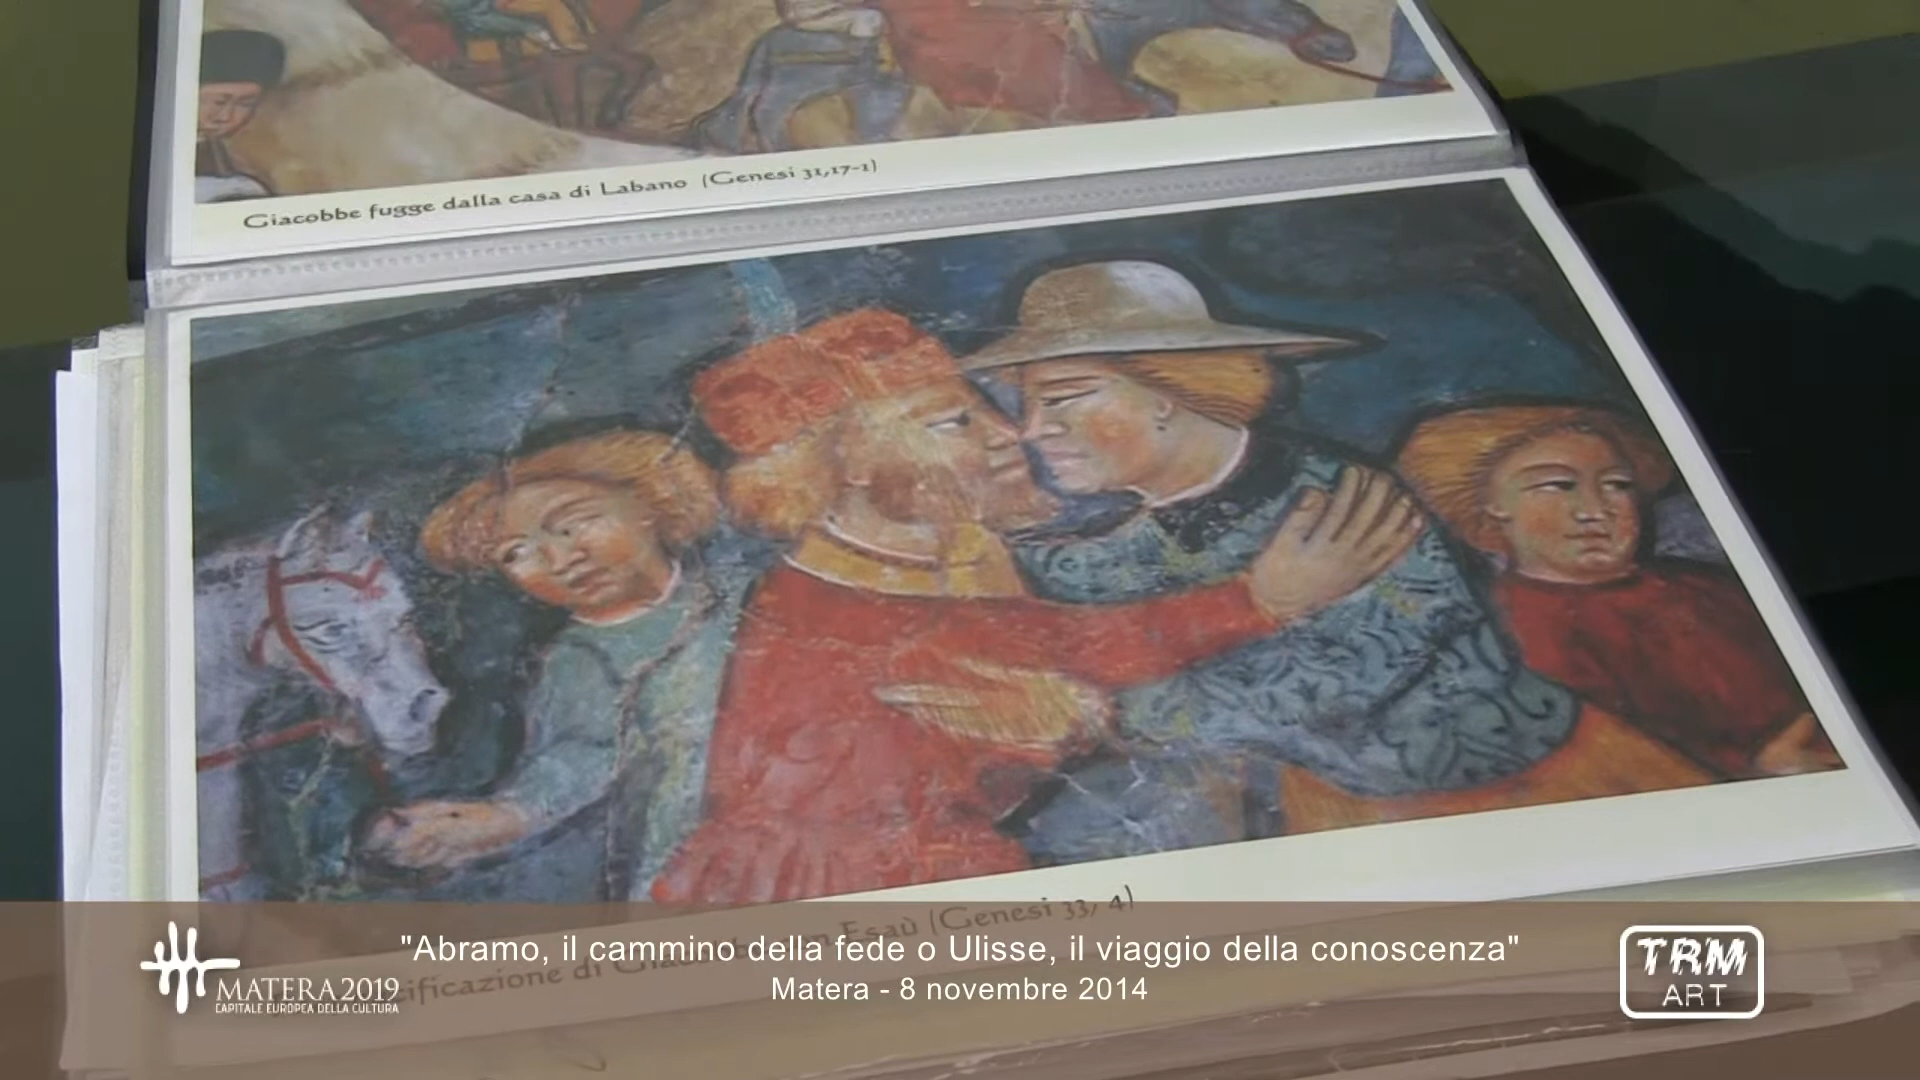 Giacobbe fugge dalla casa di Labano (Genesi 31,17-1)
Esaù (Genesi 33, 4)
"Abramo, il cammino della fede o Ulisse, il viaggio della conoscenza"
Matera - 8 novembre 2014
MATERA 2019
CAPITALE EUROPEA DELLA CULTURA
TRM
ART